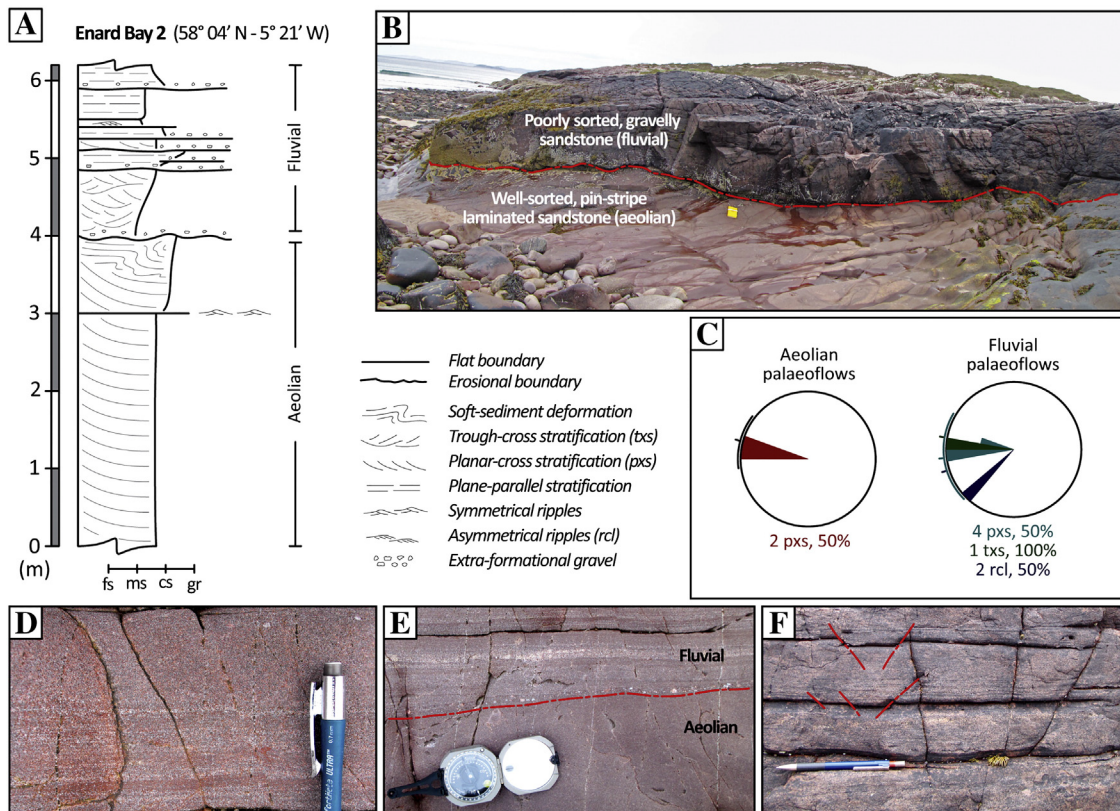 A
Enard Bay 2 (58° 04' N - 5° 21' W)
6
5
4
3
2
1
0
(m)
fs ms cs gr
Fluvial
Aeolian
Flat boundary
Erosional boundary
Soft-sediment deformation
Trough-cross stratification (txs)
Planar-cross stratification (pxs)
Plane-parallel stratification
Symmetrical ripples
Asymmetrical ripples (rcl)
Extra-formational gravel
B
Poorly sorted, gravelly
sandstone (fluvial)
Well-sorted, pin-stripe
laminated sandstone (aeolian)
C
Aeolian
palaeoflows
2 pxs, 50%
Fluvial
palaeoflows
4 pxs, 50%
1 txs, 100%
2 rcl, 50%
D
E
Fluvial
Aeolian
F